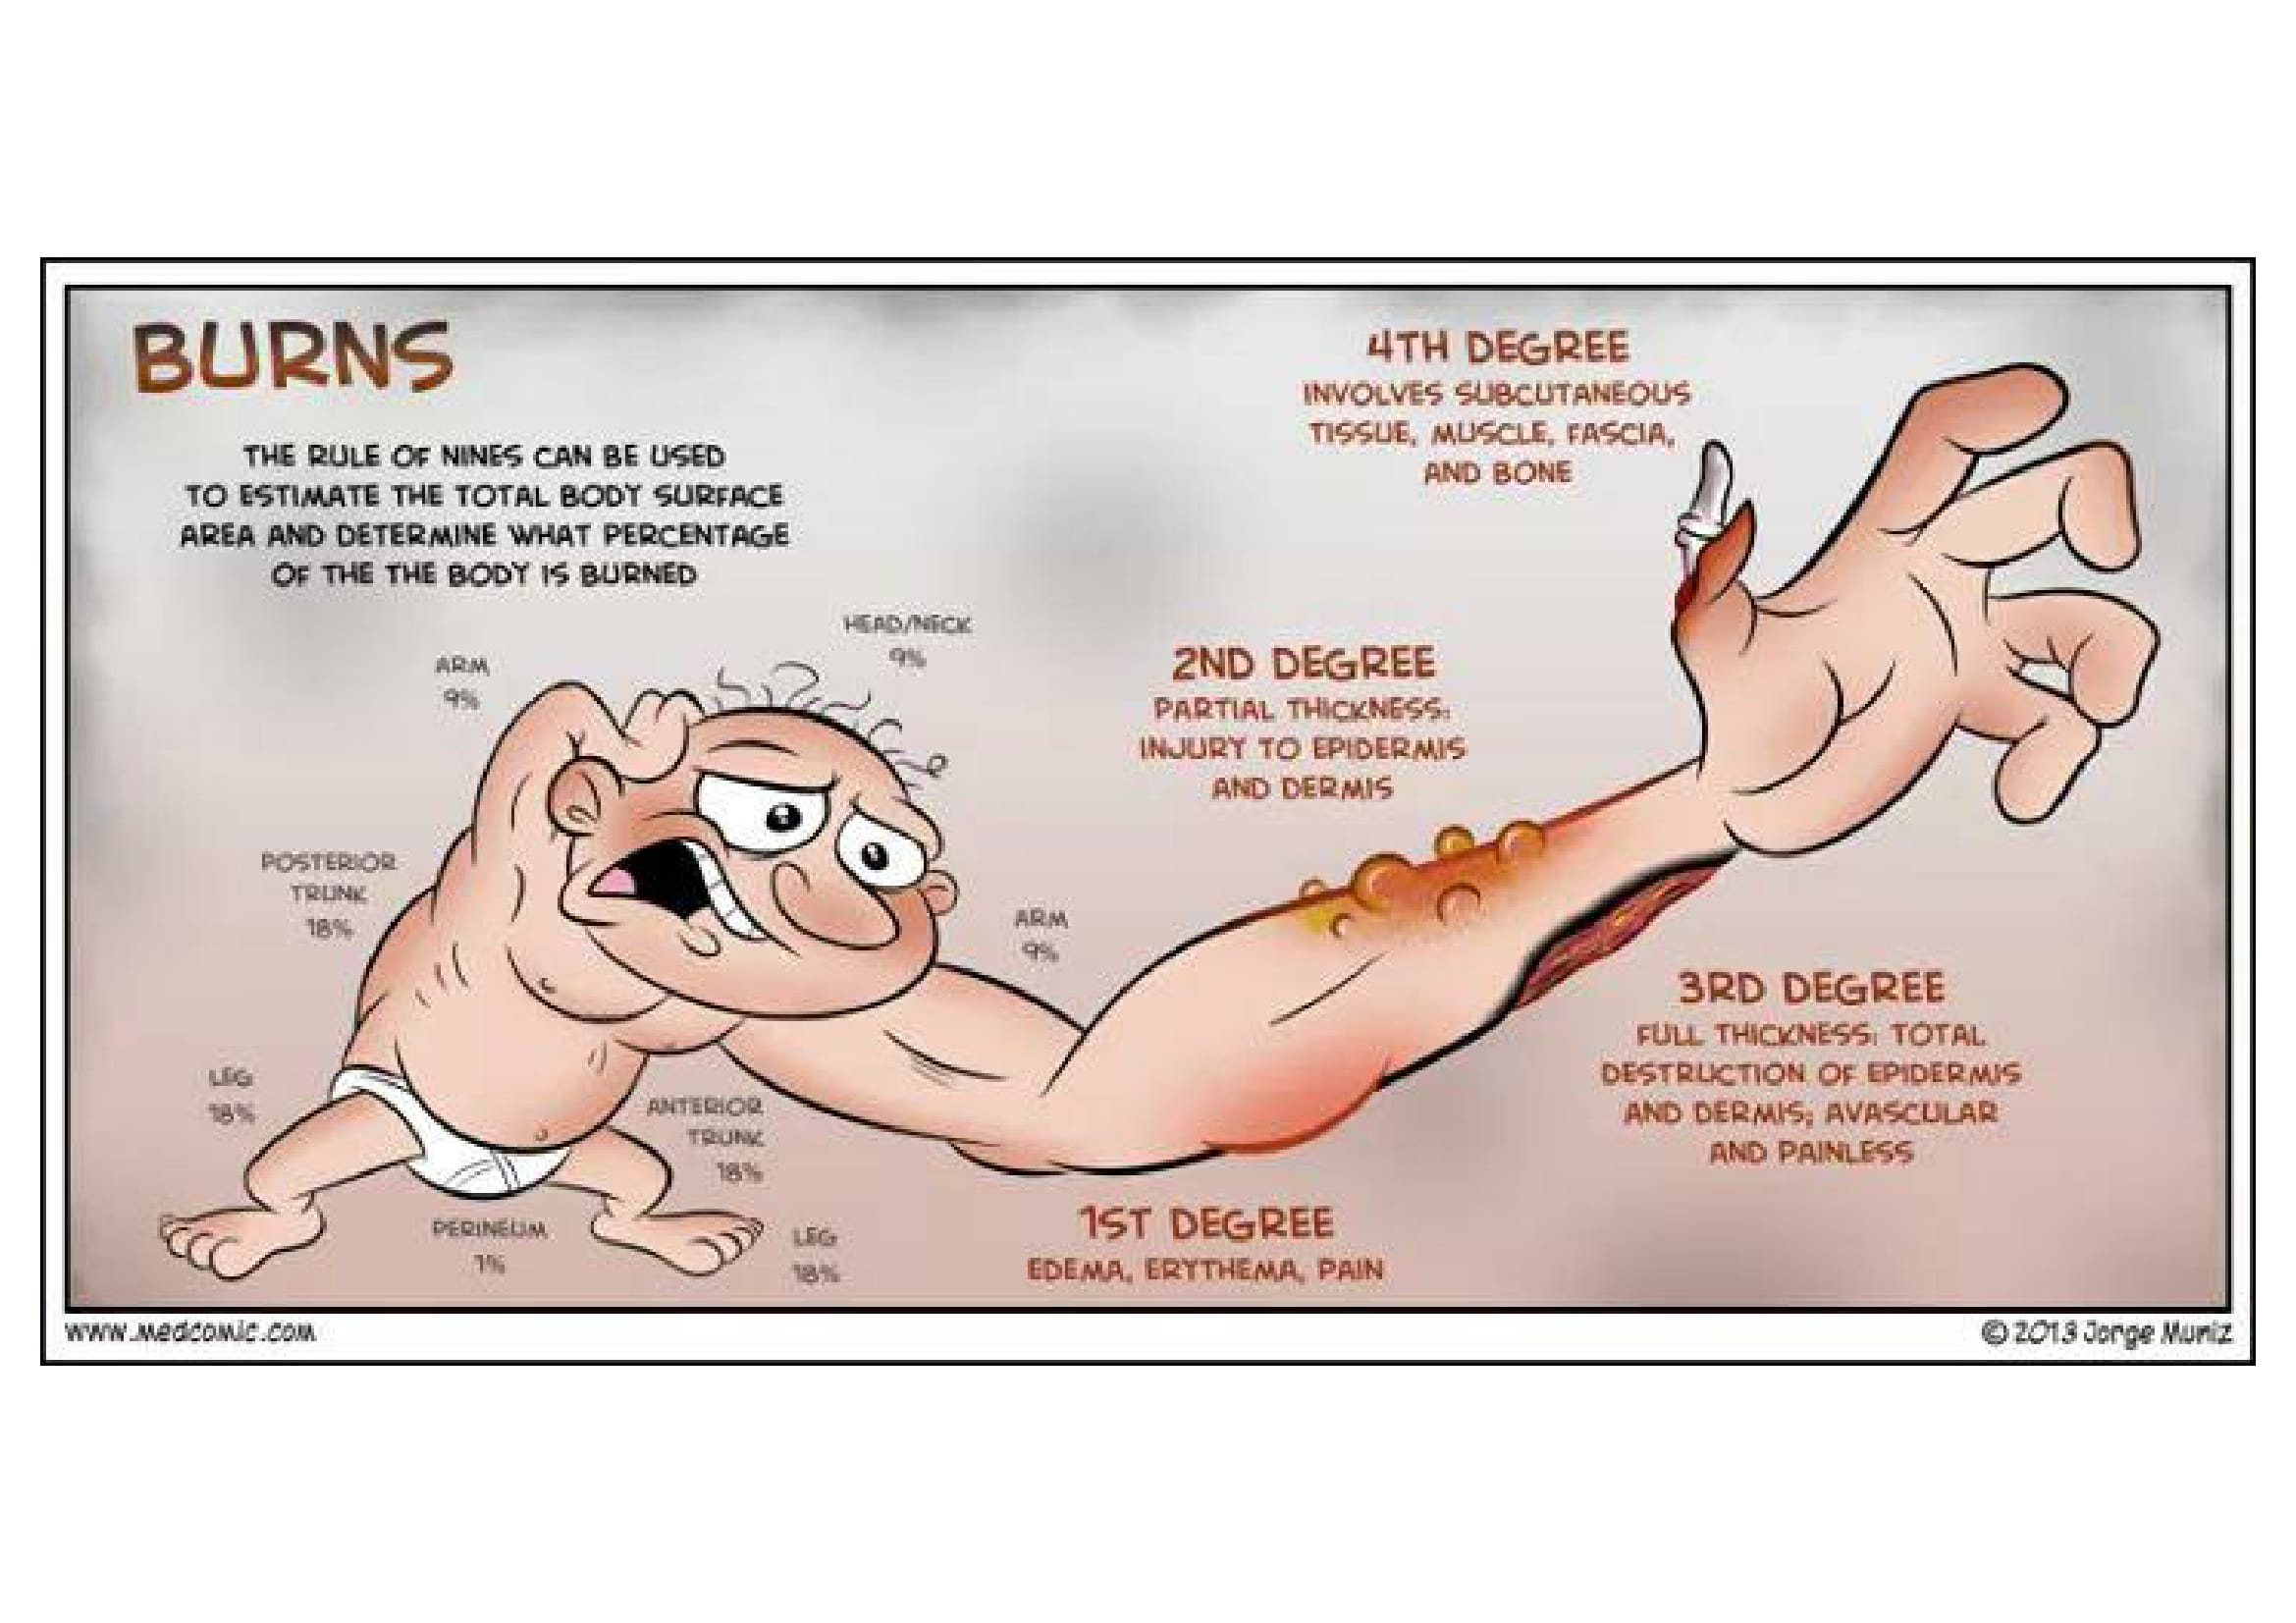 BURNS
THE RULE OF NINES CAN BE USED
TO ESTIMATE THE TOTAL BODY SURFACE
AREA AND DETERMINE WHAT PERCENTAGE
OF THE THE BODY IS BURNED
HEAD/NECK
9%
ARM
9%
POSTERIOR
TRUNK
18%
ARM
9%
LEG
18%
ANTERIOR
TRUNK
18%
PERINEUM
1%
LEG
18%
4TH DEGREE
INVOLVES SUBCUTANEOUS
TISSUE, MUSCLE, FASCIA,
AND BONE
2ND DEGREE
PARTIAL THICKNESS:
INJURY TO EPIDERMIS
AND DERMIS
3RD DEGREE
FULL THICKNESS: TOTAL
DESTRUCTION OF EPIDERMIS
AND DERMIS; AVASCULAR
AND PAINLESS
1ST DEGREE
EDEMA, ERYTHEMA, PAIN
www.medcomic.com
© 2013 Jorge Muniz